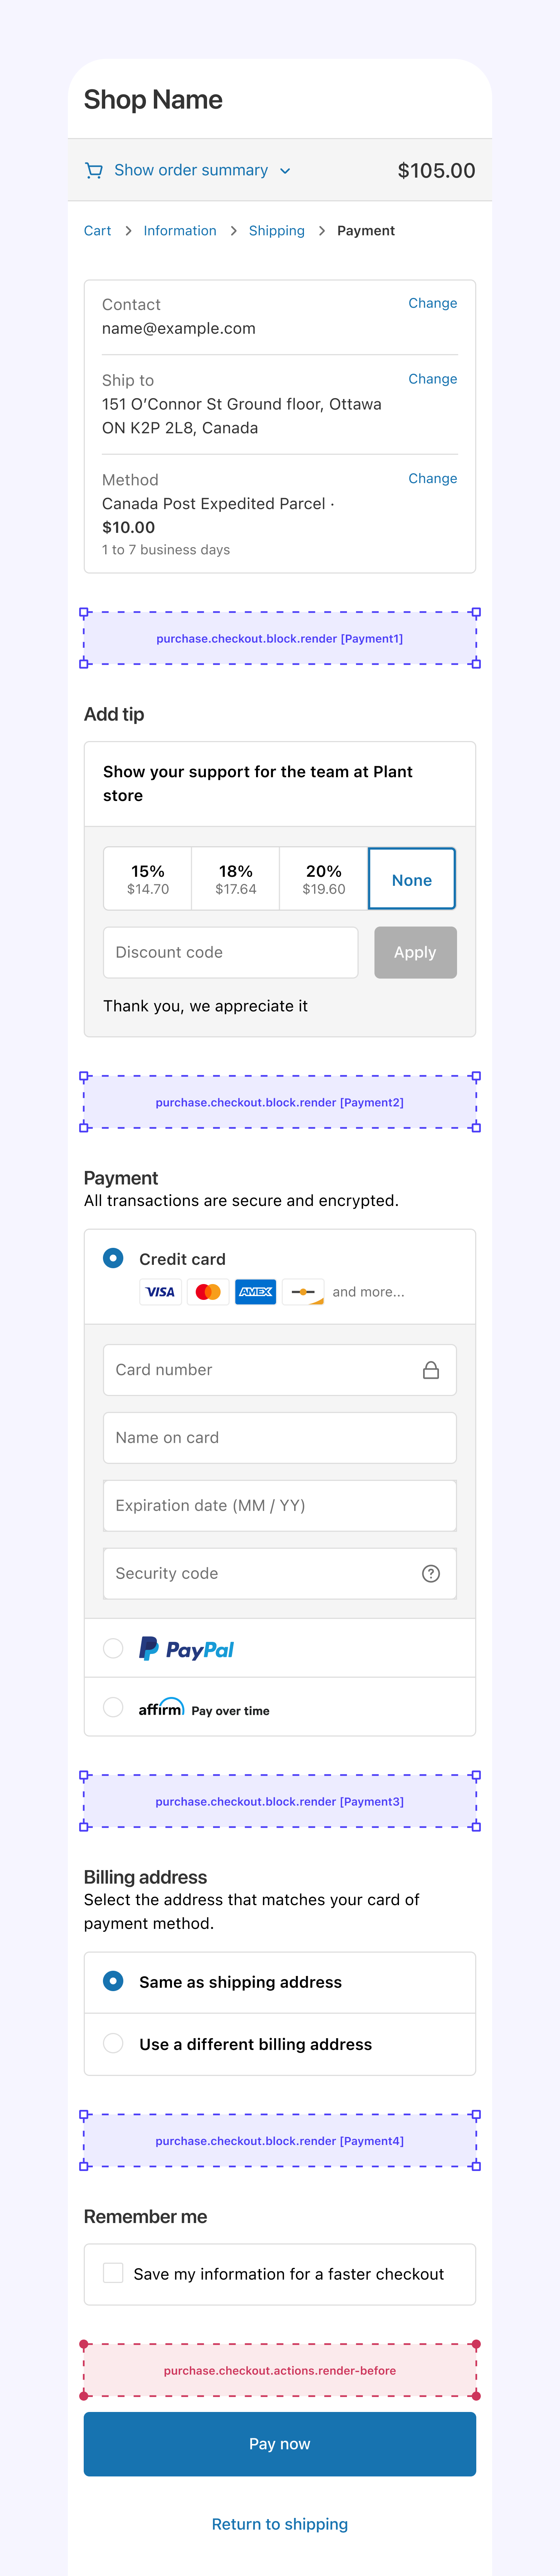 Shop Name
Show order summary
$105.00
Cart > Information > Shipping > Payment
Contact
Change
name@example.com
Ship to
Change
151 O’Connor St Ground floor, Ottawa
ON K2P 2L8, Canada
Method
Change
Canada Post Expedited Parcel ·
$10.00
1 to 7 business days
purchase.checkout.block.render [Payment1]
Add tip
Show your support for the team at Plant
store
15% 18% 20% None
$14.70 $17.64 $19.60
Discount code
Apply
Thank you, we appreciate it
purchase.checkout.block.render [Payment2]
Payment
All transactions are secure and encrypted.
Credit card
VISA AMEX and more...
Card number
Name on card
Expiration date (MM / YY)
Security code
?
PayPal
affirm Pay over time
purchase.checkout.block.render [Payment3]
Billing address
Select the address that matches your card of
payment method.
Same as shipping address
Use a different billing address
purchase.checkout.block.render [Payment4]
Remember me
Save my information for a faster checkout
purchase.checkout.actions.render-before
Pay now
Return to shipping